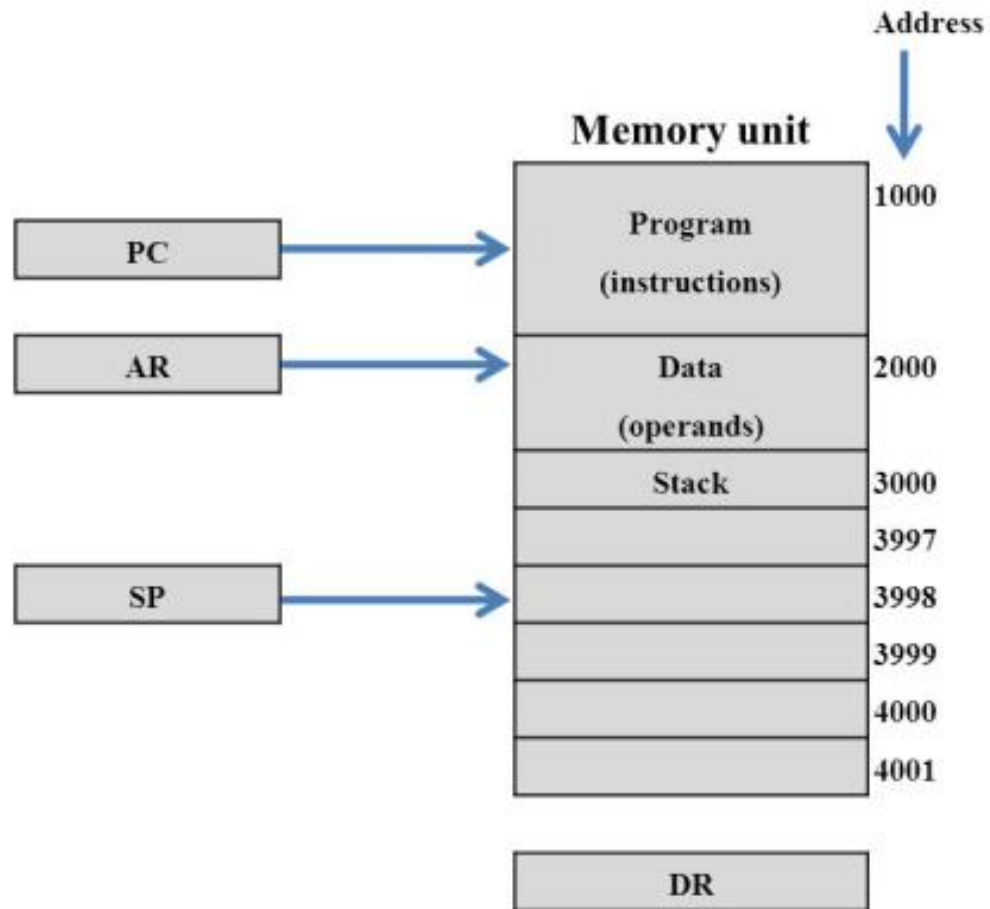 Address
Memory unit
1000
Program
PC
(instructions)
AR
Data
2000
(operands)
Stack
3000
3997
SP
3998
3999
4000
4001
DR